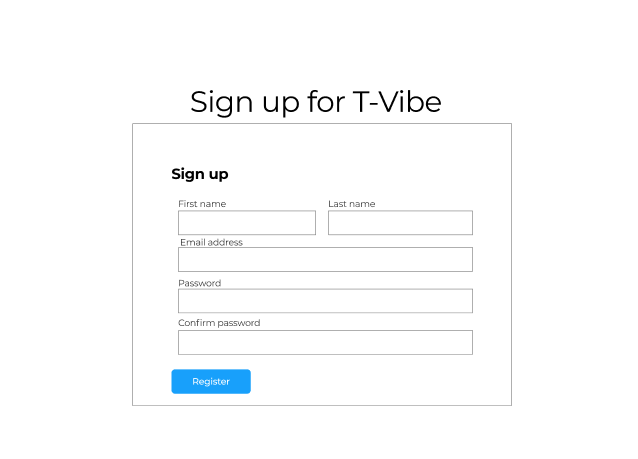 Sign up for T-Vibe
Sign up
First name Last name
Email address
Password
Confirm password
Register